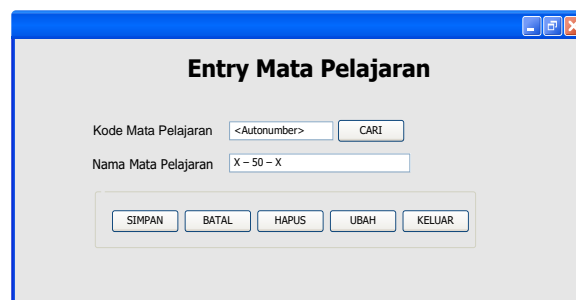 Entry Mata Pelajaran
Kode Mata Pelajaran <Autonumber> CARI
Nama Mata Pelajaran X – 50 – X
SIMPAN BATAL HAPUS UBAH KELUAR